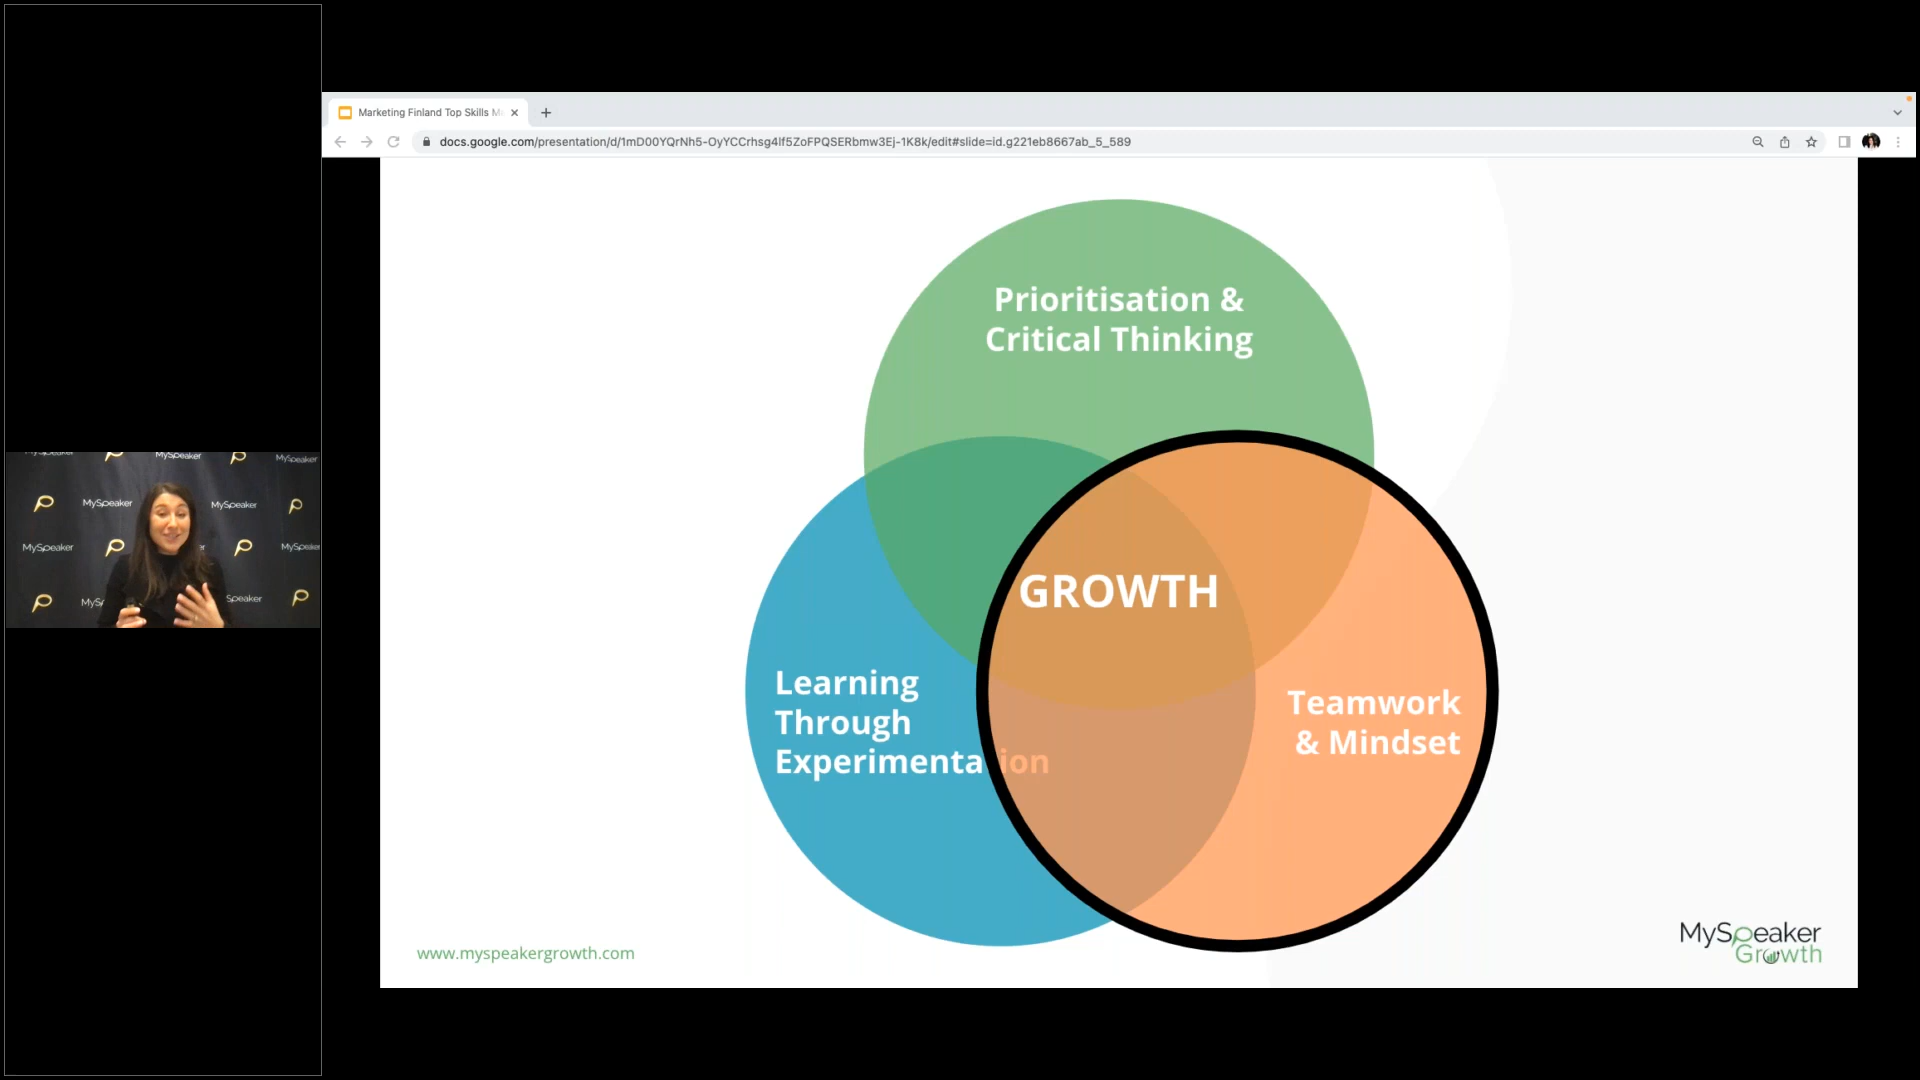 Marketing Finland Top Skills M
docs.google.com/presentation/d/1mD00YQrNh5-OyYCCrhsg4lf5ZoFPQSERbmw3Ej-1K8k/edit#slide=id.g221eb8667ab_5_589
Prioritisation &
Critical Thinking
GROWTH
Learning
Through
Experimentation
Teamwork
& Mindset
www.myspeakergrowth.com
MySpeaker
Growth
MySpeaker
MySpeaker
MySpeaker
MySpeaker
MySpeaker
MySpeaker
Speaker